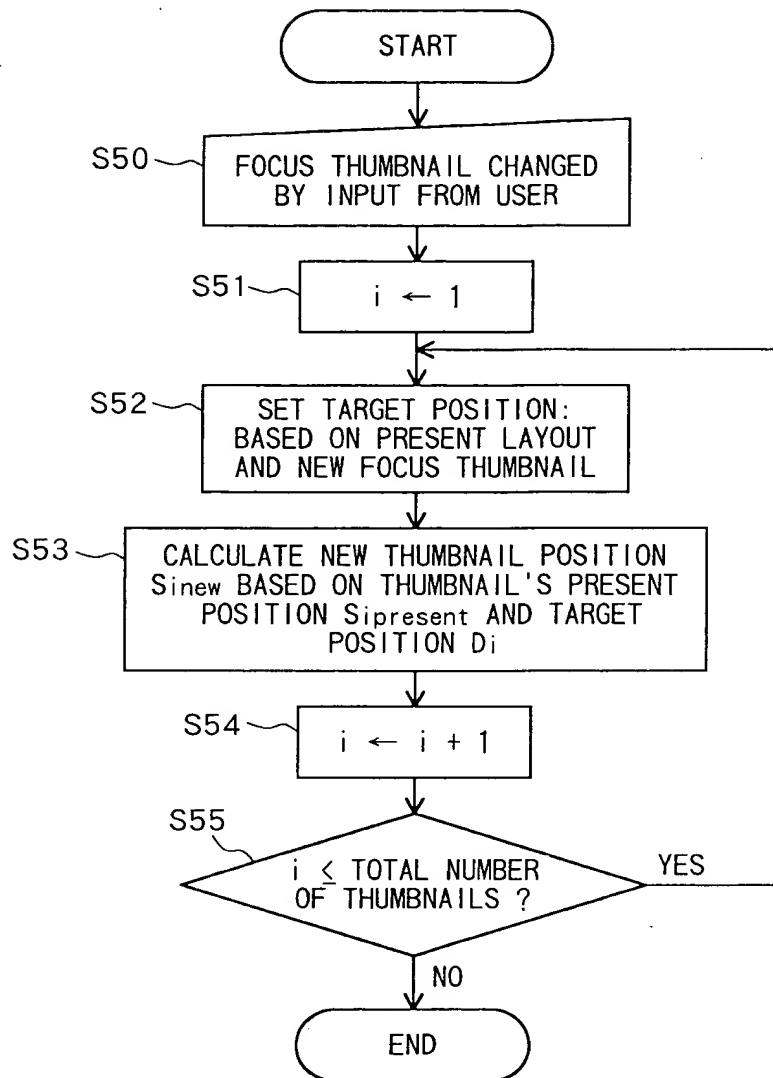 START
S50
FOCUS THUMBNAIL CHANGED
BY INPUT FROM USER
S51
i ← 1
S52
SET TARGET POSITION:
BASED ON PRESENT LAYOUT
AND NEW FOCUS THUMBNAIL
S53
CALCULATE NEW THUMBNAIL POSITION
Sinew BASED ON THUMBNAIL'S PRESENT
POSITION Sipresent AND TARGET
POSITION Di
S54
i ← i + 1
S55
i ≤ TOTAL NUMBER
OF THUMBNAILS ?
YES
NO
END